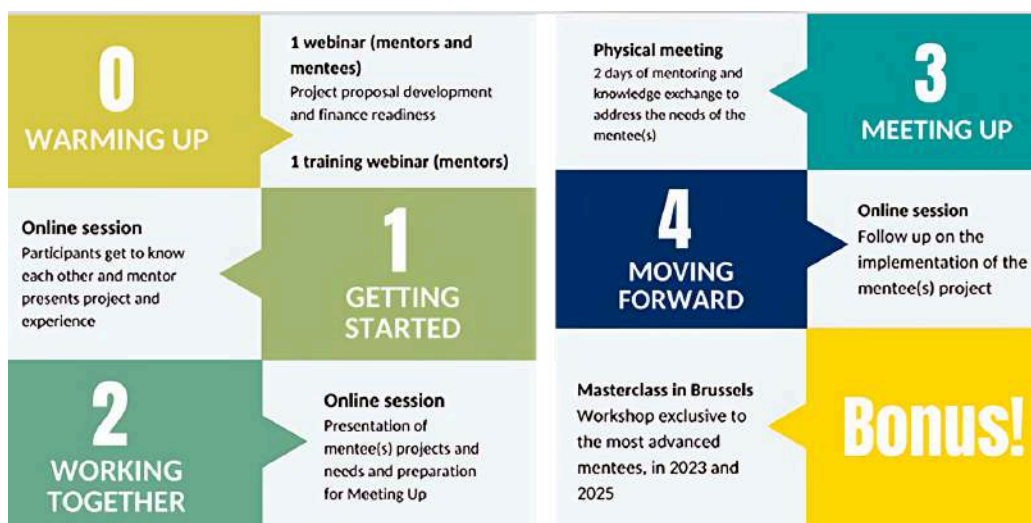 0
WARMING UP
1 webinar (mentors and
mentees)
Project proposal development
and finance readiness
1 training webinar (mentors)
Online session
Participants get to know
each other and mentor
presents project and
experience
1
GETTING
STARTED
2
WORKING
TOGETHER
Online session
Presentation of
mentee(s) projects and
needs and preparation
for Meeting Up
Physical meeting
2 days of mentoring and
knowledge exchange to
address the needs of the
mentee(s)
3
MEETING UP
4
MOVING
FORWARD
Online session
Follow up on the
implementation of the
mentee(s) project
Masterclass in Brussels
Workshop exclusive to
the most advanced
mentees, in 2023 and
2025
Bonus!